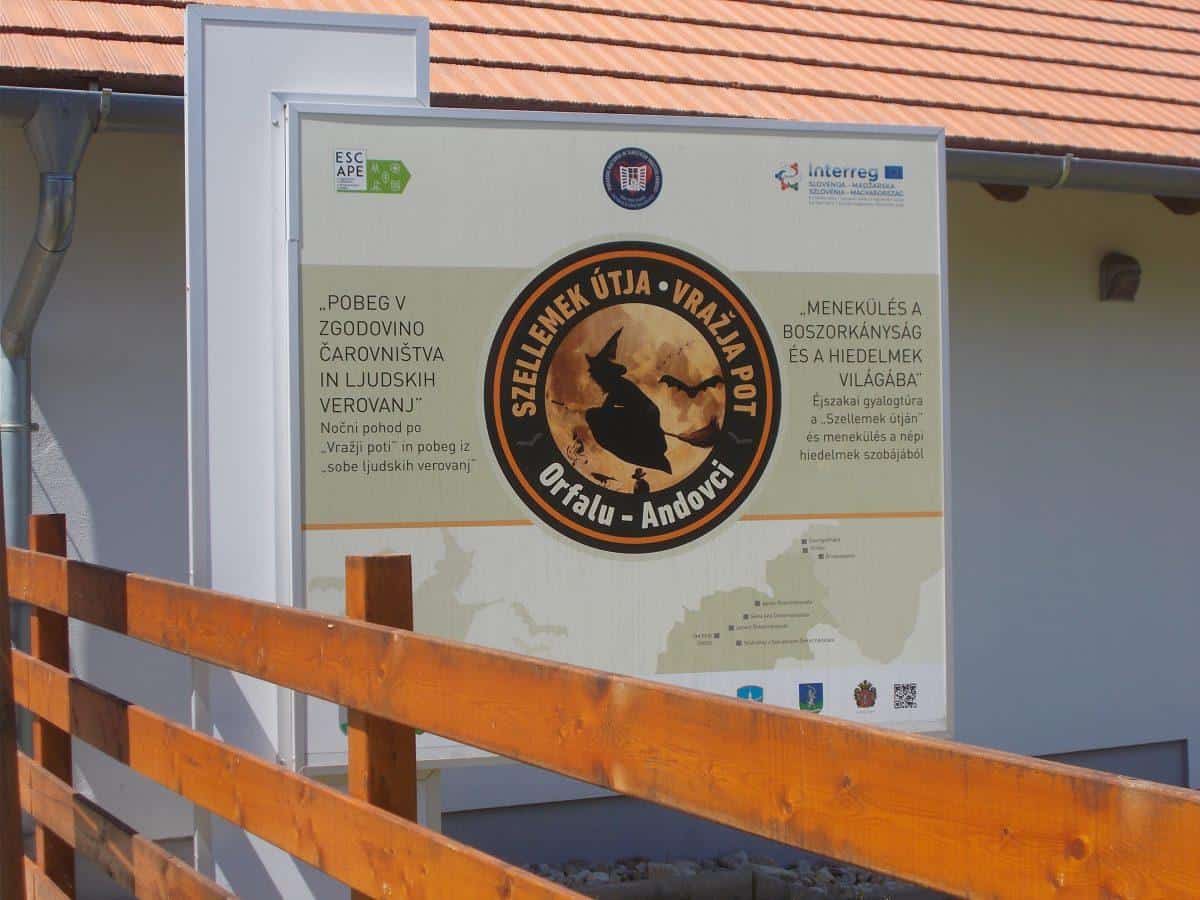 ESC
APE
Interreg
SLOVENIJA - MADŽARSKA
SZLOVÉNIA - MAGYARORSZÁG
„POBEG V
ZGODOVINO
ČAROVNIŠTVA
IN LJUDSKIH
VEROVANJ”
Nočni pohod po
„Vražji poti” in pobeg iz
„sobe ljudskih verovanj”
SZELLEMEK ÚTJA • VRAŽJA POT
Orfalu - Andovci
„MENEKÜLÉS A
BOSZORKÁNYSÁG
ÉS A HIEDELMEK
VILÁGÁBA”
Éjszakai gyalogtúra
a „Szellemek útján”
és menekülés a népi
hiedelmek szobájából